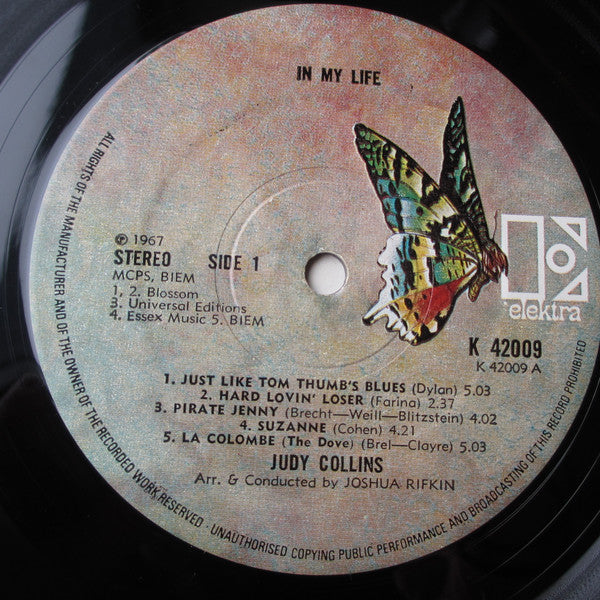 IN MY LIFE
℗ 1967
STEREO SIDE 1
MCPS, BIEM
1, 2. Blossom
3. Universal Editions
4. Essex Music 5. BIEM
elektra
K 42009
K 42009 A
1. JUST LIKE TOM THUMB'S BLUES (Dylan) 5.03
2. HARD LOVIN' LOSER (Farina) 2.37
3. PIRATE JENNY (Brecht—Weill—Blitzstein) 4.02
4. SUZANNE (Cohen) 4.21
5. LA COLOMBE (The Dove) (Brel—Clayre) 5.03
JUDY COLLINS
Arr. & Conducted by JOSHUA RIFKIN
ALL RIGHTS OF THE MANUFACTURER AND OF THE OWNER OF THE RECORDED WORK RESERVED - UNAUTHORISED COPYING PUBLIC PERFORMANCE AND BROADCASTING OF THIS RECORD PROHIBITED